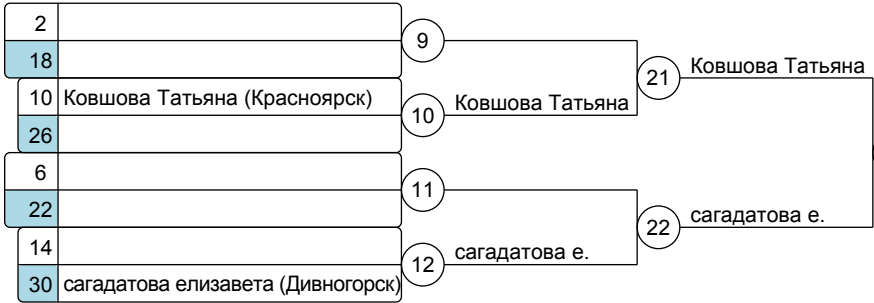 2
9
18
21 Ковшова Татьяна
10 Ковшова Татьяна (Красноярск)
10 Ковшова Татьяна
26
6
11
22
22 сагадатова е.
14
12 сагадатова е.
30 сагадатова елизавета (Дивногорск)